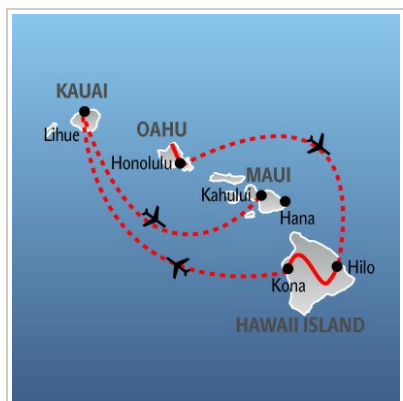 KAUAI
Lihue
OAHU
Honolulu
MAUI
Kahului
Hana
Hilo
Kona
HAWAII ISLAND